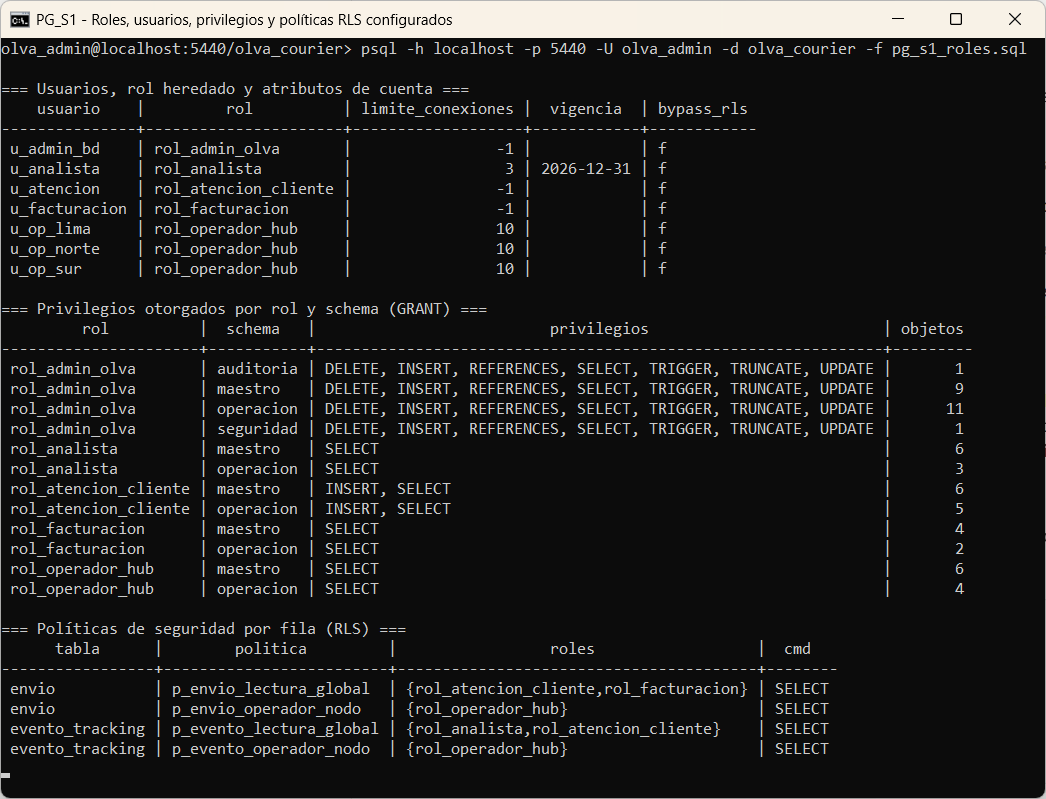 PG_S1 - Roles, usuarios, privilegios y políticas RLS configurados
olva_admin@localhost:5440/olva_courier> psql -h localhost -p 5440 -U olva_admin -d olva_courier -f pg_s1_roles.sql
=== Usuarios, rol heredado y atributos de cuenta ===
usuario | rol | limite_conexiones | vigencia | bypass_rls
---------------+----------------------+-------------------+------------+------------
u_admin_bd | rol_admin_olva | -1 | | f
u_analista | rol_analista | 3 | 2026-12-31 | f
u_atencion | rol_atencion_cliente | -1 | | f
u_facturacion | rol_facturacion | -1 | | f
u_op_lima | rol_operador_hub | 10 | | f
u_op_norte | rol_operador_hub | 10 | | f
u_op_sur | rol_operador_hub | 10 | | f
=== Privilegios otorgados por rol y schema (GRANT) ===
rol | schema | privilegios | objetos
----------------------+-----------+---------------------------------------------------------------+---------
rol_admin_olva | auditoria | DELETE, INSERT, REFERENCES, SELECT, TRIGGER, TRUNCATE, UPDATE | 1
rol_admin_olva | maestro | DELETE, INSERT, REFERENCES, SELECT, TRIGGER, TRUNCATE, UPDATE | 9
rol_admin_olva | operacion | DELETE, INSERT, REFERENCES, SELECT, TRIGGER, TRUNCATE, UPDATE | 11
rol_admin_olva | seguridad | DELETE, INSERT, REFERENCES, SELECT, TRIGGER, TRUNCATE, UPDATE | 1
rol_analista | maestro | SELECT | 6
rol_analista | operacion | SELECT | 3
rol_atencion_cliente | maestro | INSERT, SELECT | 6
rol_atencion_cliente | operacion | INSERT, SELECT | 5
rol_facturacion | maestro | SELECT | 4
rol_facturacion | operacion | SELECT | 2
rol_operador_hub | maestro | SELECT | 6
rol_operador_hub | operacion | SELECT | 4
=== Políticas de seguridad por fila (RLS) ===
tabla | politica | roles | cmd
-----------------+-------------------------+----------------------------------------+--------
envio | p_envio_lectura_global | {rol_atencion_cliente,rol_facturacion} | SELECT
envio | p_envio_operador_nodo | {rol_operador_hub} | SELECT
evento_tracking | p_evento_lectura_global | {rol_analista,rol_atencion_cliente} | SELECT
evento_tracking | p_evento_operador_nodo | {rol_operador_hub} | SELECT